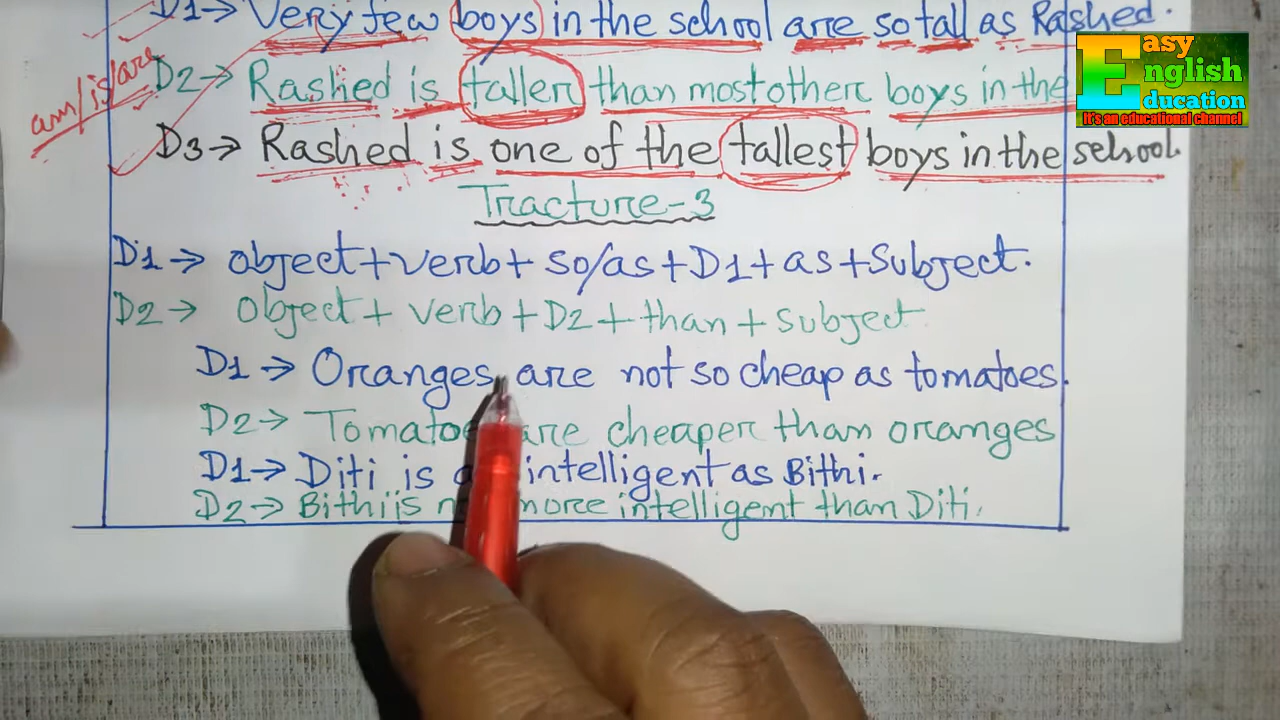 D1→ Very few boys in the school are so tall as Rashed.
am/is/are
D2→ Rashed is taller than most other boys in the
D3→ Rashed is one of the tallest boys in the school.
Tracture-3
D1→ object+verb+so/as+D1+as+Subject.
D2→ object+verb+D2+than+Subject
D1→ Oranges are not so cheap as tomatoes.
D2→ Tomatoe are cheaper than oranges
D1→ Diti is intelligent as Bithi.
D2→ Bithi is more intelligent than Diti.
Easy
English
Education
It's an educational channel